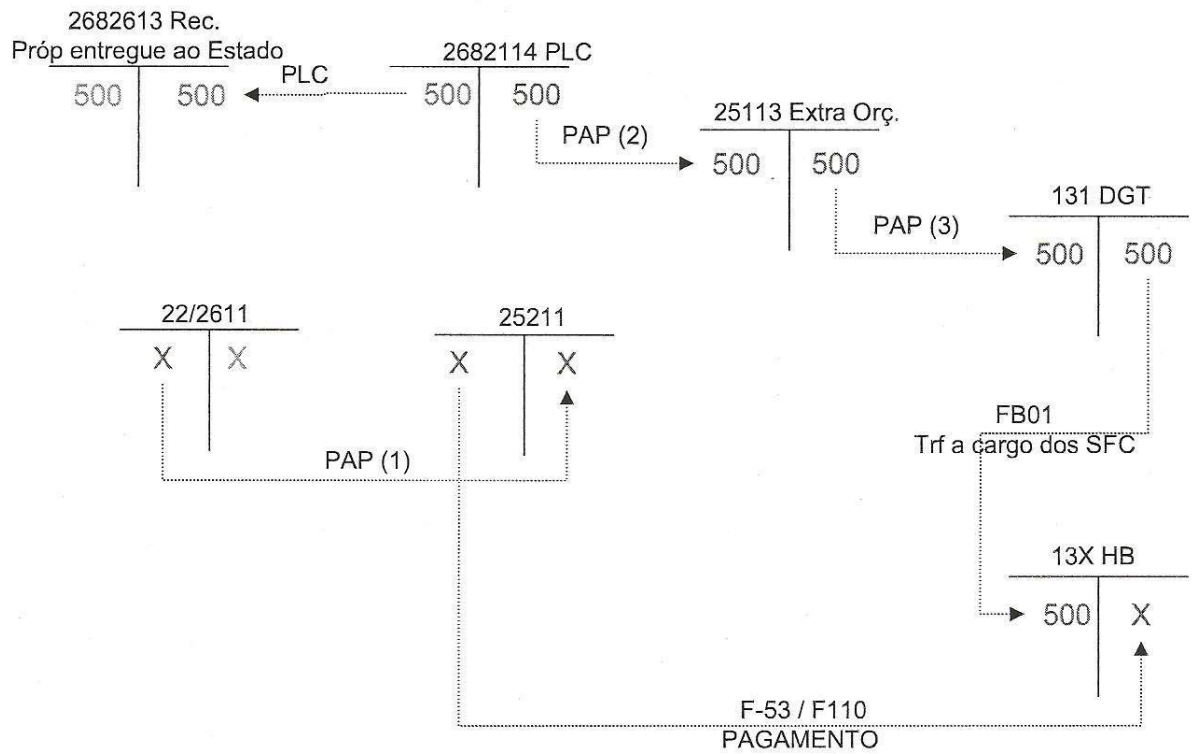 2682613 Rec.
Próp entregue ao Estado
500 500
PLC
2682114 PLC
500 500
PAP (2)
25113 Extra Orç.
500 500
PAP (3)
131 DGT
500 500
22/2611
X X
PAP (1)
25211
X X
FB01
Trf a cargo dos SFC
13X HB
500 X
F-53 / F110
PAGAMENTO